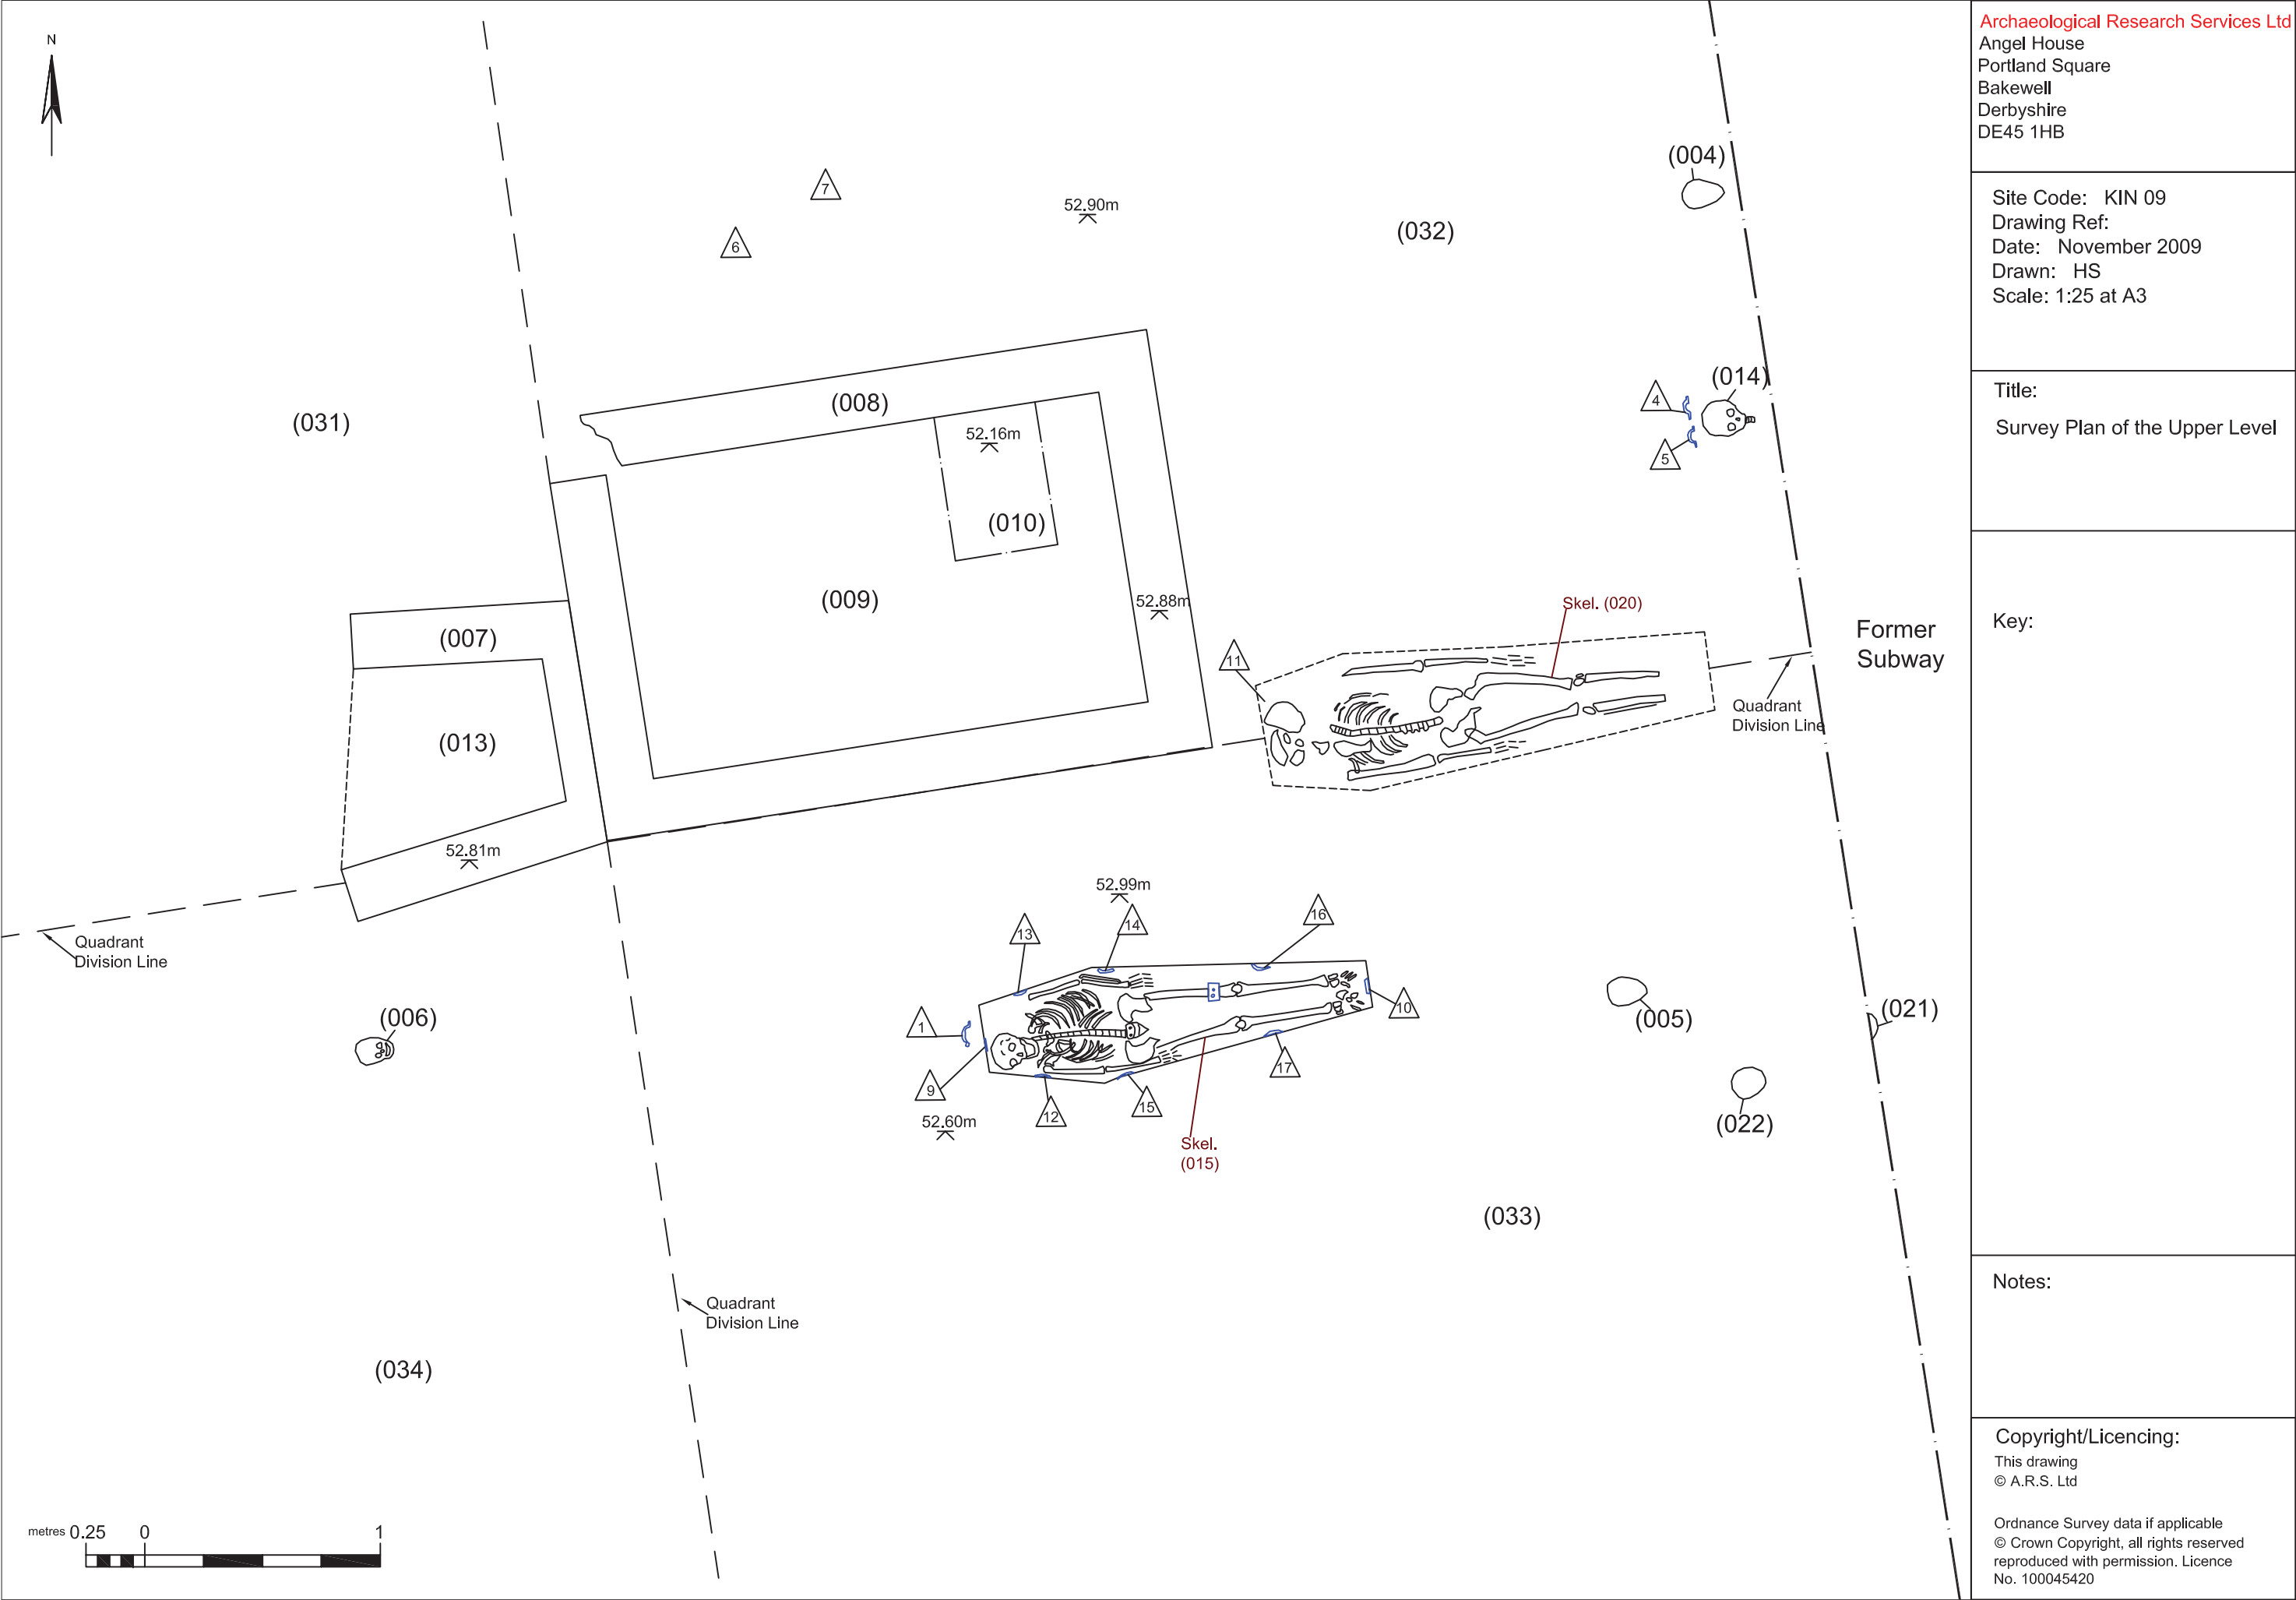 N
7
6
52.90m
(032)
(004)
(031)
(008)
52.16m
(010)
(009)
52.88m
4
(014)
5
(007)
(013)
52.81m
11
Skel. (020)
Former
Subway
Quadrant
Division Line
Quadrant
Division Line
52.99m
13
14
16
1
9
10
12
15
17
52.60m
Skel.
(015)
(006)
(005)
(021)
(022)
(033)
Quadrant
Division Line
(034)
metres 0.25 0 1
Archaeological Research Services Ltd
Angel House
Portland Square
Bakewell
Derbyshire
DE45 1HB
Site Code: KIN 09
Drawing Ref:
Date: November 2009
Drawn: HS
Scale: 1:25 at A3
Title:
Survey Plan of the Upper Level
Key:
Notes:
Copyright/Licencing:
This drawing
© A.R.S. Ltd
Ordnance Survey data if applicable
© Crown Copyright, all rights reserved
reproduced with permission. Licence
No. 100045420